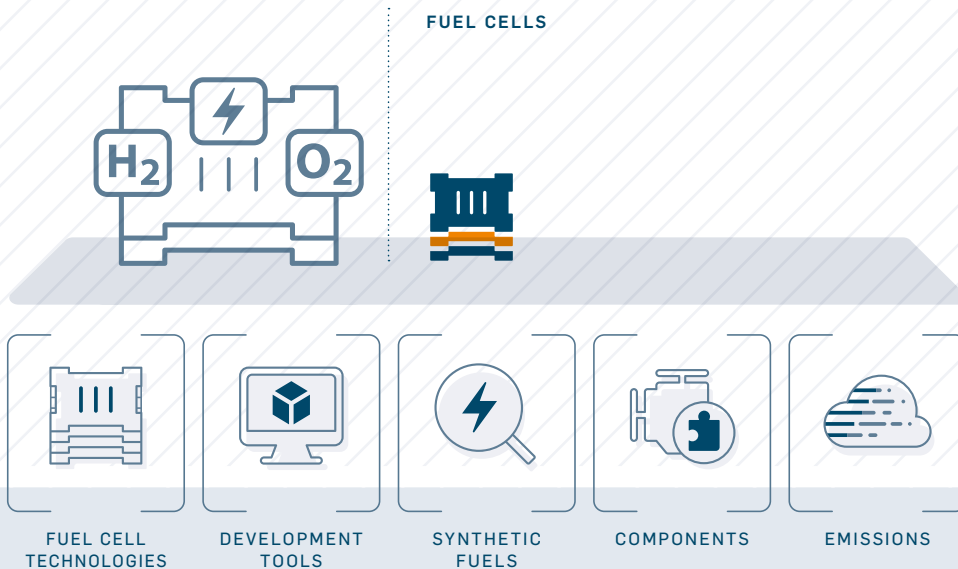 FUEL CELLS
H2
O2
FUEL CELL
TECHNOLOGIES
DEVELOPMENT
TOOLS
SYNTHETIC
FUELS
COMPONENTS
EMISSIONS